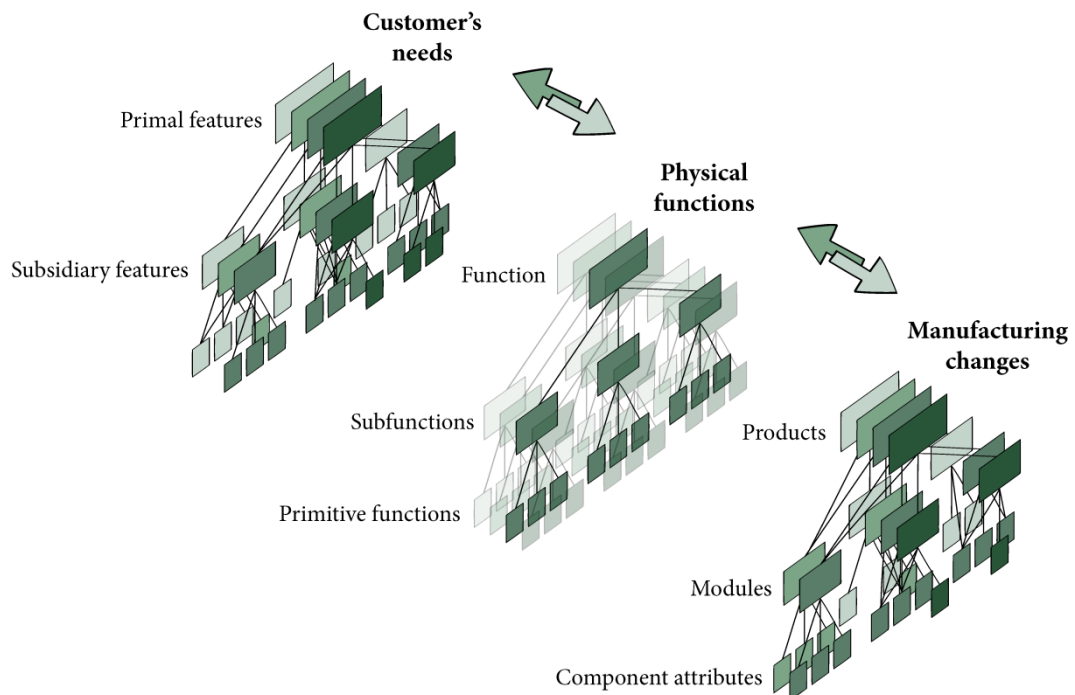 Customer's
needs
Primal features
Subsidiary features
Physical
functions
Function
Subfunctions
Primitive functions
Manufacturing
changes
Products
Modules
Component attributes